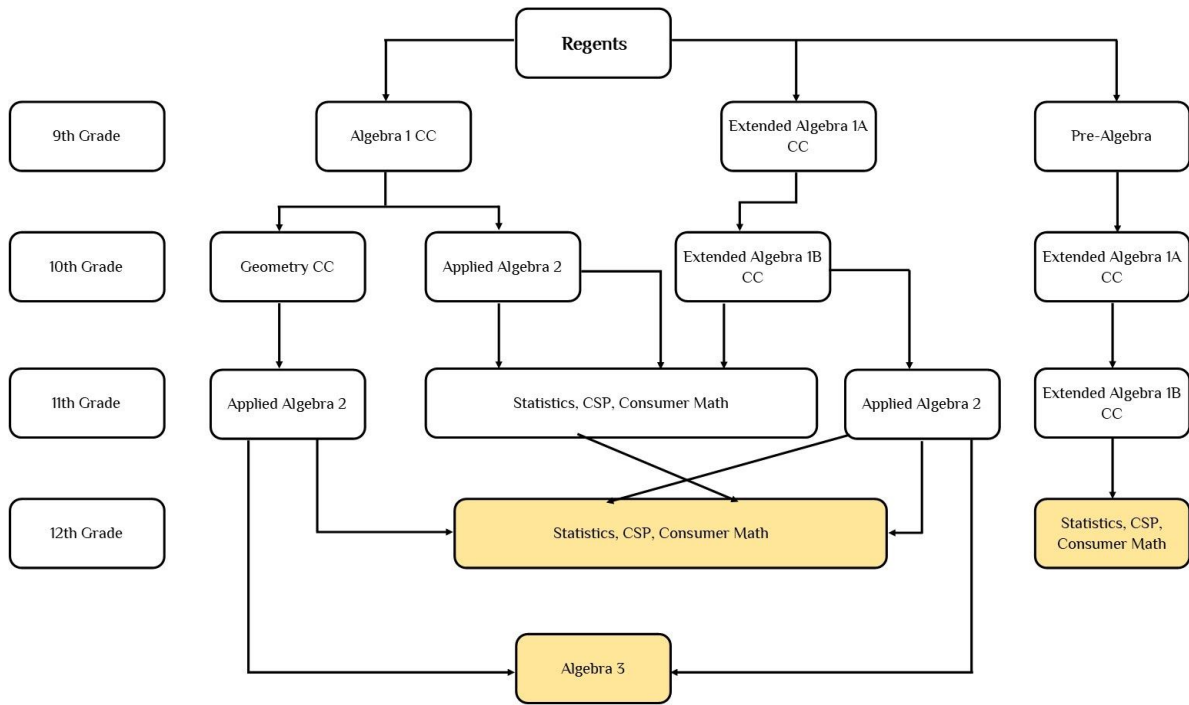 Regents
9th Grade
Algebra 1 CC
Extended Algebra 1A
CC
Pre-Algebra
10th Grade
Geometry CC
Applied Algebra 2
Extended Algebra 1B
CC
Extended Algebra 1A
CC
11th Grade
Applied Algebra 2
Statistics, CSP, Consumer Math
Applied Algebra 2
Extended Algebra 1B
CC
12th Grade
Statistics, CSP, Consumer Math
Statistics, CSP,
Consumer Math
Algebra 3